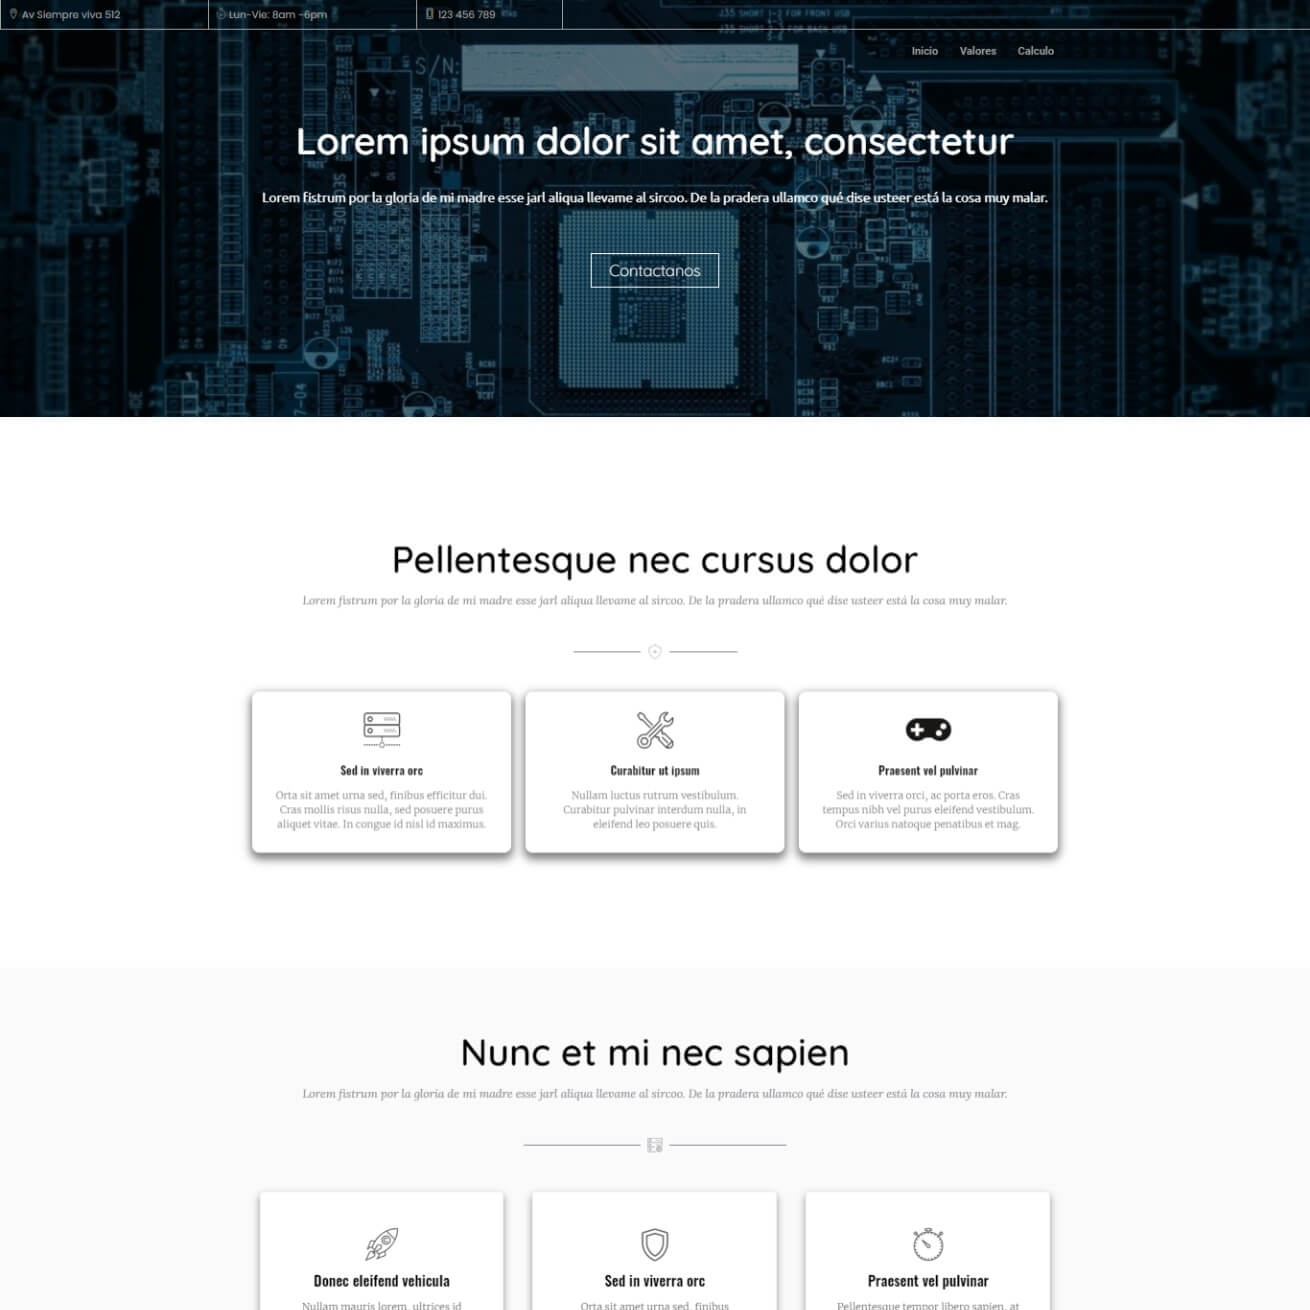 Av Siempre viva 512
Lun-Vie: 8am -6pm
123 456 789
J35 SHORT 1-2 FOR FRONT USB
S/N:
Inicio Valores Calculo
Lorem ipsum dolor sit amet, consectetur
Lorem fistrum por la gloria de mi madre esse jarl aliqua llevame al sircoo. De la pradera ullamco qué dise usteer está la cosa muy malar.
Contactanos
Pellentesque nec cursus dolor
Lorem fistrum por la gloria de mi madre esse jarl aliqua llevame al sircoo. De la pradera ullamco qué dise usteer está la cosa muy malar.
Sed in viverra orc
Orta sit amet urna sed, finibus efficitur dui.
Cras mollis risus nulla, sed posuere purus
aliquet vitae. In congue id nisl id maximus.
Curabitur ut ipsum
Nullam luctus rutrum vestibulum.
Curabitur pulvinar interdum nulla, in
eleifend leo posuere quis.
Praesent vel pulvinar
Sed in viverra orci, ac porta eros. Cras
tempus nibh vel purus eleifend vestibulum.
Orci varius natoque penatibus et mag.
Nunc et mi nec sapien
Lorem fistrum por la gloria de mi madre esse jarl aliqua llevame al sircoo. De la pradera ullamco qué dise usteer está la cosa muy malar.
Donec eleifend vehicula
Nullam mauris lorem, ultrices id
Sed in viverra orc
Orta sit amet urna sed, finibus
Praesent vel pulvinar
Pellentesque tempor libero sapien, at